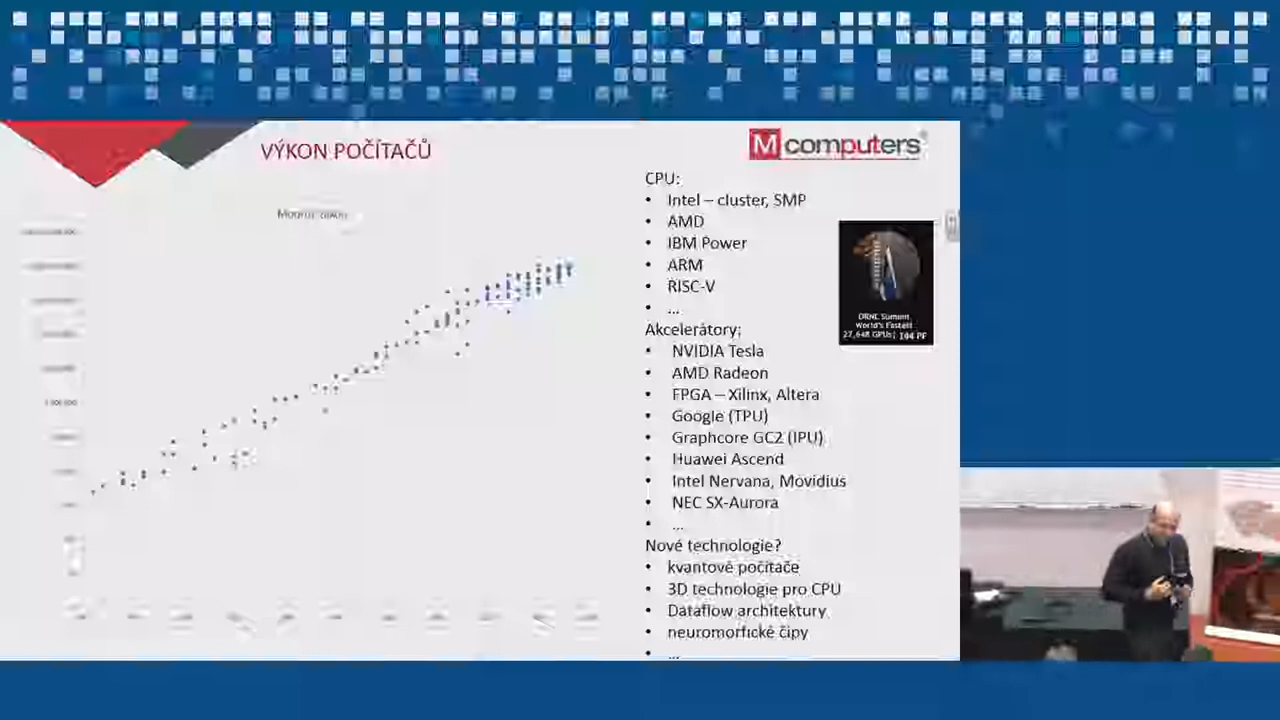 VÝKON POČÍTAČŮ
M computers
CPU:
• Intel – cluster, SMP
• AMD
• IBM Power
• ARM
• RISC-V
• ...
ORNL Summit
World's Fastest
27,648 GPUs| 144 PF
Akcelerátory:
• NVIDIA Tesla
• AMD Radeon
• FPGA – Xilinx, Altera
• Google (TPU)
• Graphcore GC2 (IPU)
• Huawei Ascend
• Intel Nervana, Movidius
• NEC SX-Aurora
• ...
Nové technologie?
• kvantové počítače
• 3D technologie pro CPU
• Dataflow architektury
• neuromorfické čipy
• ...